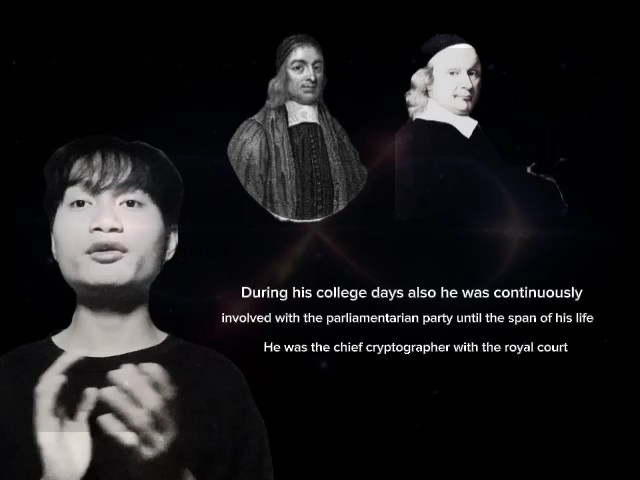 During his college days also he was continuously
involved with the parliamentarian party until the span of his life
He was the chief cryptographer with the royal court